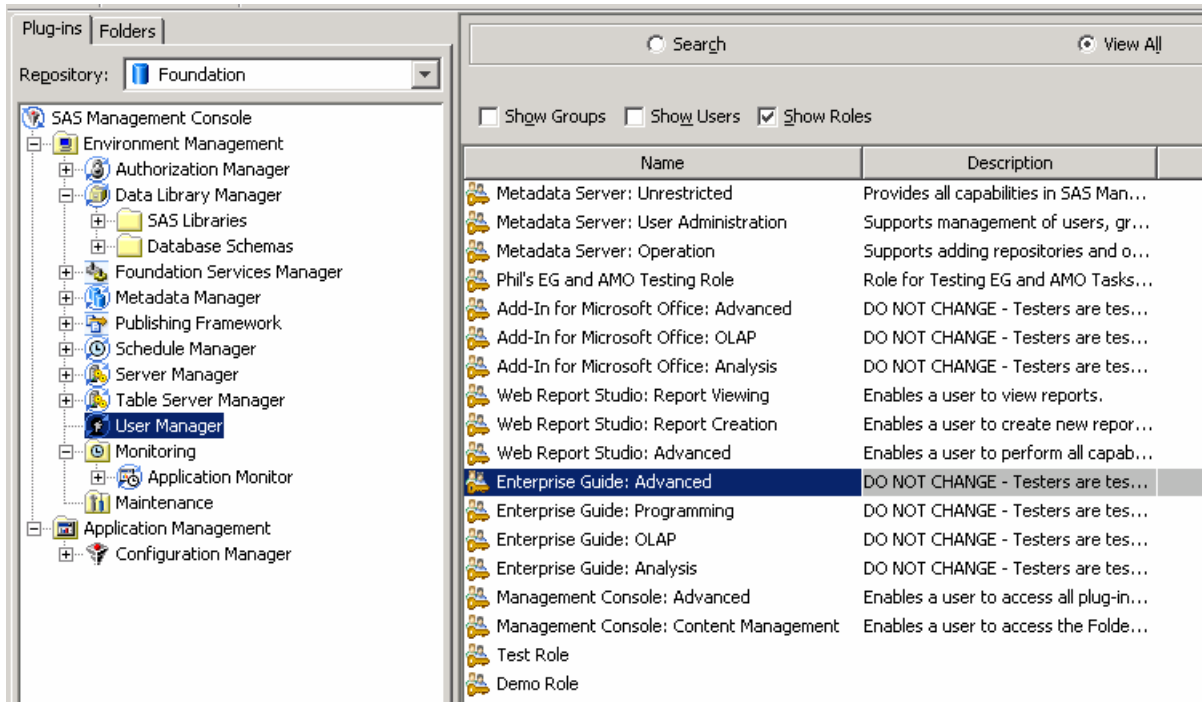 Plug-ins Folders
Repository: Foundation
SAS Management Console
Environment Management
Authorization Manager
Data Library Manager
SAS Libraries
Database Schemas
Foundation Services Manager
Metadata Manager
Publishing Framework
Schedule Manager
Server Manager
Table Server Manager
User Manager
Monitoring
Application Monitor
Maintenance
Application Management
Configuration Manager
Search View All
Show Groups Show Users Show Roles
Name Description
Metadata Server: Unrestricted Provides all capabilities in SAS Man...
Metadata Server: User Administration Supports management of users, gr...
Metadata Server: Operation Supports adding repositories and o...
Phil's EG and AMO Testing Role Role for Testing EG and AMO Tasks...
Add-In for Microsoft Office: Advanced DO NOT CHANGE - Testers are tes...
Add-In for Microsoft Office: OLAP DO NOT CHANGE - Testers are tes...
Add-In for Microsoft Office: Analysis DO NOT CHANGE - Testers are tes...
Web Report Studio: Report Viewing Enables a user to view reports.
Web Report Studio: Report Creation Enables a user to create new repor...
Web Report Studio: Advanced Enables a user to perform all capab...
Enterprise Guide: Advanced DO NOT CHANGE - Testers are tes...
Enterprise Guide: Programming DO NOT CHANGE - Testers are tes...
Enterprise Guide: OLAP DO NOT CHANGE - Testers are tes...
Enterprise Guide: Analysis DO NOT CHANGE - Testers are tes...
Management Console: Advanced Enables a user to access all plug-in...
Management Console: Content Management Enables a user to access the Folde...
Test Role
Demo Role